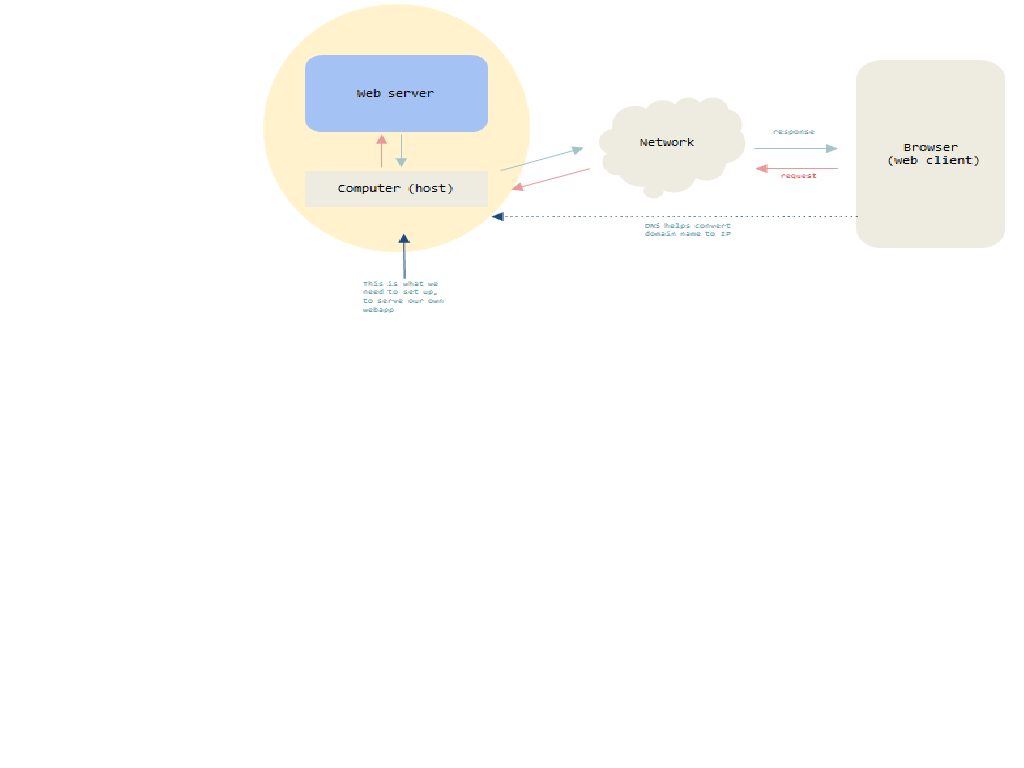 Web server
Computer (host)
Network
response
request
Browser
(web client)
DNS helps convert
domain name to IP
This is what we
need to set up,
to serve our own
webapp